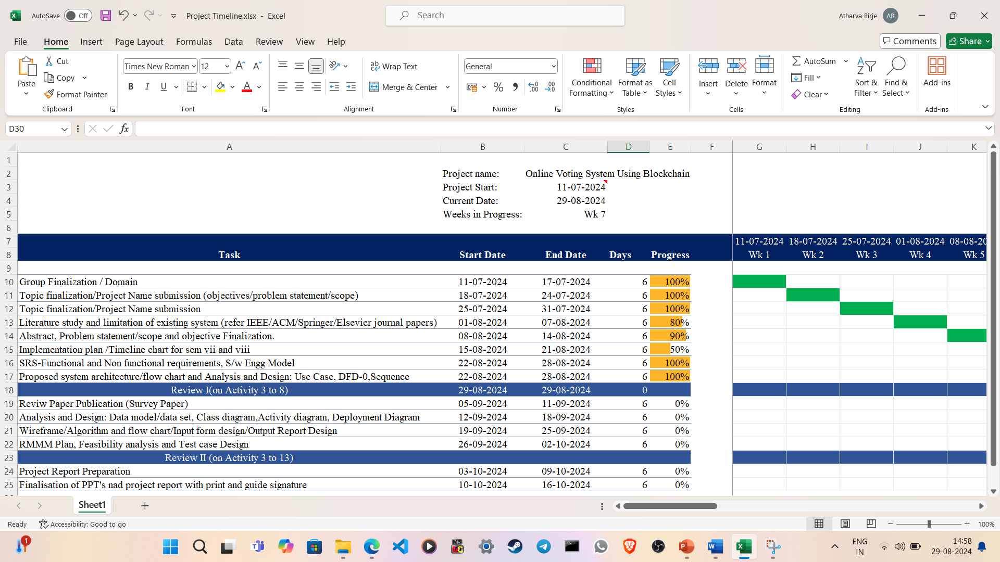 AutoSave Off Project Timeline.xlsx - Excel Search Atharva Birje AB
File Home Insert Page Layout Formulas Data Review View Help Comments Share
Paste Cut Copy Format Painter Clipboard
Times New Roman 12 B I U A Font
ab Wrap Text Merge & Center Alignment
General % Number
Conditional Formatting Format as Table Cell Styles Styles
Insert Delete Format Cells
AutoSum Fill Clear Sort & Filter Find & Select Editing
Add-ins Add-ins
D30 fx
A B C D E F G H I J K
1
2 Project name: Online Voting System Using Blockchain
3 Project Start: 11-07-2024
4 Current Date: 29-08-2024
5 Weeks in Progress: Wk 7
6
7 11-07-2024 18-07-2024 25-07-2024 01-08-2024 08-08-20
8 Task Start Date End Date Days Progress Wk 1 Wk 2 Wk 3 Wk 4 Wk 5
9
10 Group Finalization / Domain 11-07-2024 17-07-2024 6 100%
11 Topic finalization/Project Name submission (objectives/problem statement/scope) 18-07-2024 24-07-2024 6 100%
12 Topic finalization/Project Name submission 25-07-2024 31-07-2024 6 100%
13 Literature study and limitation of existing system (refer IEEE/ACM/Springer/Elsevier journal papers) 01-08-2024 07-08-2024 6 80%
14 Abstract, Problem statement/scope and objective Finalization. 08-08-2024 14-08-2024 6 90%
15 Implementation plan /Timeline chart for sem vii and viii 15-08-2024 21-08-2024 6 50%
16 SRS-Functional and Non functional requirements, S/w Engg Model 22-08-2024 28-08-2024 6 100%
17 Proposed system architecture/flow chart and Analysis and Design: Use Case, DFD-0,Sequence 22-08-2024 28-08-2024 6 100%
18 Review I(on Activity 3 to 8) 29-08-2024 29-08-2024 0
19 Reviw Paper Publication (Survey Paper) 05-09-2024 11-09-2024 6 0%
20 Analysis and Design: Data model/data set, Class diagram,Activity diagram, Deployment Diagram 12-09-2024 18-09-2024 6 0%
21 Wireframe/Algorithm and flow chart/Input form design/Output Report Design 19-09-2024 25-09-2024 6 0%
22 RMMM Plan, Feasibility analysis and Test case Design 26-09-2024 02-10-2024 6 0%
23 Review II (on Activity 3 to 13)
24 Project Report Preparation 03-10-2024 09-10-2024 6 0%
25 Finalisation of PPT's nad project report with print and guide signature 10-10-2024 16-10-2024 6 0%
Sheet1
Ready Accessibility: Good to go 100%
1 ENG 14:58
IN 29-08-2024